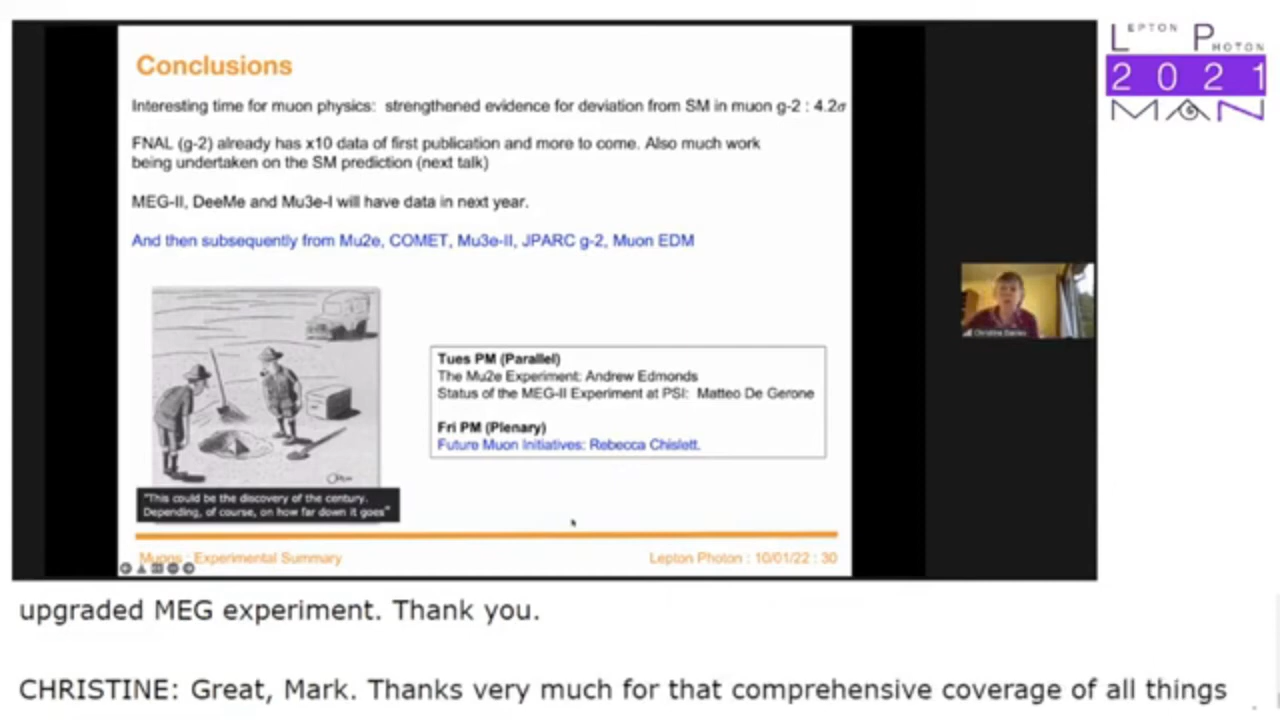 Conclusions
Interesting time for muon physics: strengthened evidence for deviation from SM in muon g-2 : 4.2σ
FNAL (g-2) already has x10 data of first publication and more to come. Also much work
being undertaken on the SM prediction (next talk)
MEG-II, DeeMe and Mu3e-I will have data in next year.
And then subsequently from Mu2e, COMET, Mu3e-II, JPARC g-2, Muon EDM
"This could be the discovery of the century.
Depending, of course, on how far down it goes"
Tues PM (Parallel)
The Mu2e Experiment: Andrew Edmonds
Status of the MEG-II Experiment at PSI: Matteo De Gerone
Fri PM (Plenary)
Future Muon Initiatives: Rebecca Chislett.
Muons : Experimental Summary
Lepton Photon : 10/01/22 : 30
LEPTON PHOTON
2021
MAN
Christine Davies
upgraded MEG experiment. Thank you.
CHRISTINE: Great, Mark. Thanks very much for that comprehensive coverage of all things